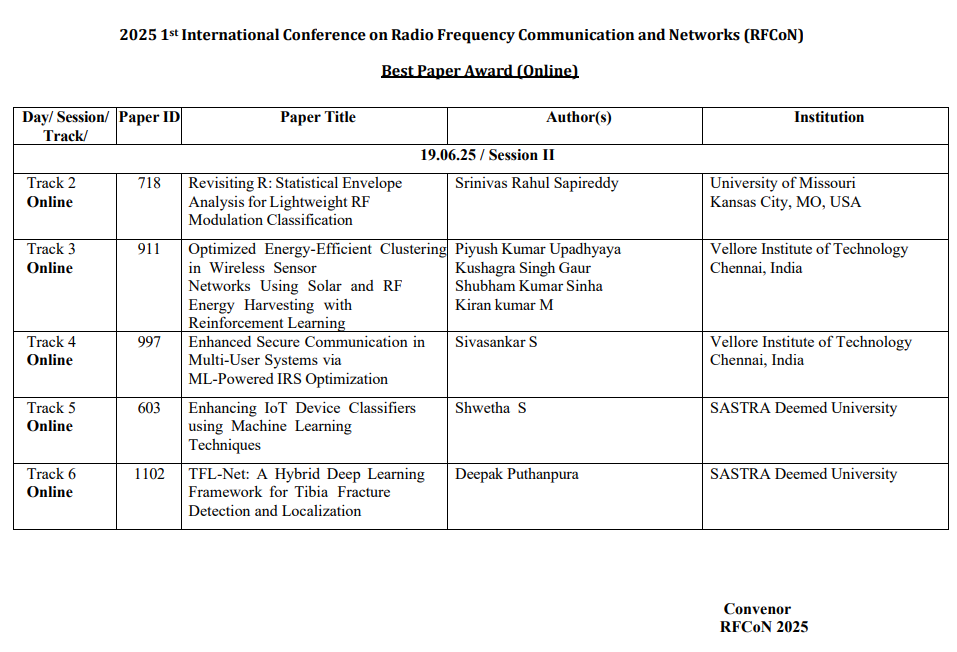 2025 1st International Conference on Radio Frequency Communication and Networks (RFCoN)
Best Paper Award (Online)
Day/ Session/ Track/ | Paper ID | Paper Title | Author(s) | Institution
19.06.25 / Session II
Track 2
Online
718
Revisiting R: Statistical Envelope
Analysis for Lightweight RF
Modulation Classification
Srinivas Rahul Sapireddy
University of Missouri
Kansas City, MO, USA
Track 3
Online
911
Optimized Energy-Efficient Clustering
in Wireless Sensor
Networks Using Solar and RF
Energy Harvesting with
Reinforcement Learning
Piyush Kumar Upadhyaya
Kushagra Singh Gaur
Shubham Kumar Sinha
Kiran kumar M
Vellore Institute of Technology
Chennai, India
Track 4
Online
997
Enhanced Secure Communication in
Multi-User Systems via
ML-Powered IRS Optimization
Sivasankar S
Vellore Institute of Technology
Chennai, India
Track 5
Online
603
Enhancing IoT Device Classifiers
using Machine Learning
Techniques
Shwetha S
SASTRA Deemed University
Track 6
Online
1102
TFL-Net: A Hybrid Deep Learning
Framework for Tibia Fracture
Detection and Localization
Deepak Puthanpura
SASTRA Deemed University
Convenor
RFCoN 2025